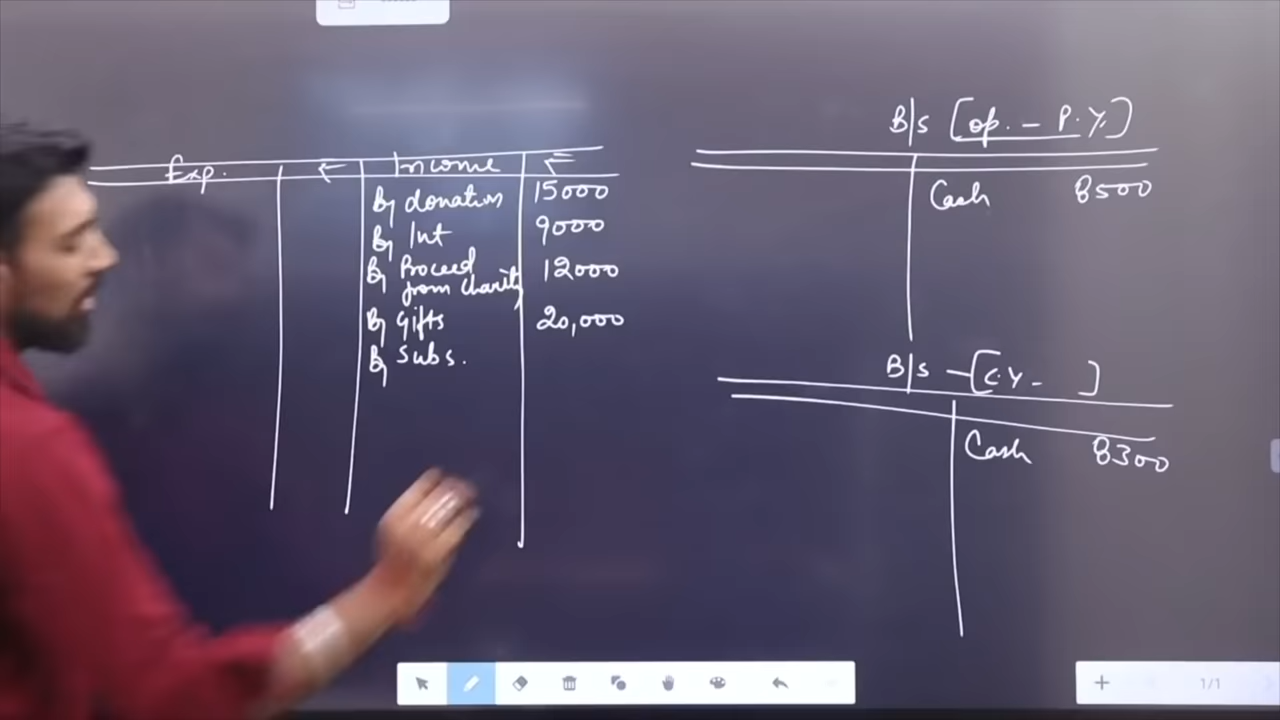 Exp. ← Income ←
By donation 15000
By Int 9000
By Proceed from charity 12000
By Gifts 20,000
By Subs.
B/s [op. - P.Y.]
Cash 8500
B/s - [C.Y- ]
Cash 8300
1/1